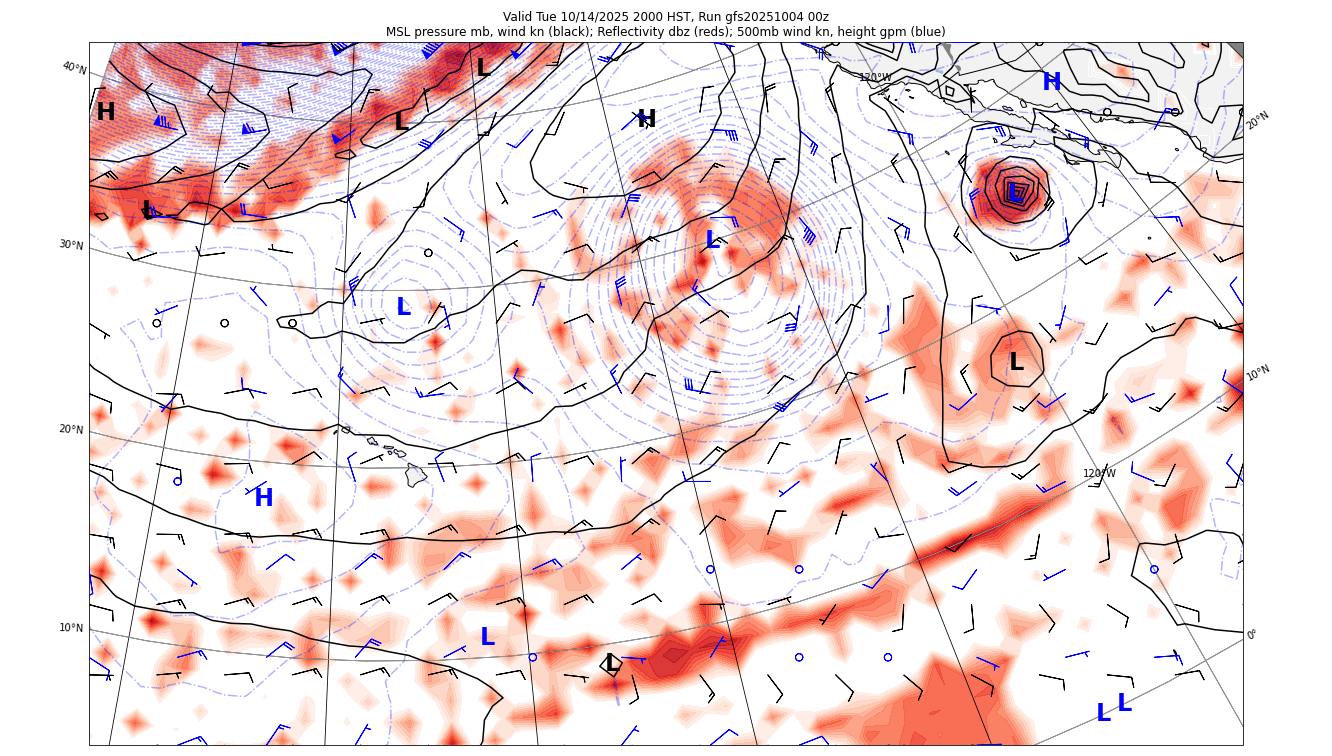 Valid Tue 10/14/2025 2000 HST, Run gfs20251004 00z
MSL pressure mb, wind kn (black); Reflectivity dbz (reds); 500mb wind kn, height gpm (blue)
40°N
L
120°W
H
H
L
H
20°N
L
L
L
30°N
L
L
L
10°N
20°N
120°W
H
10°N
L
0°
L
L
L